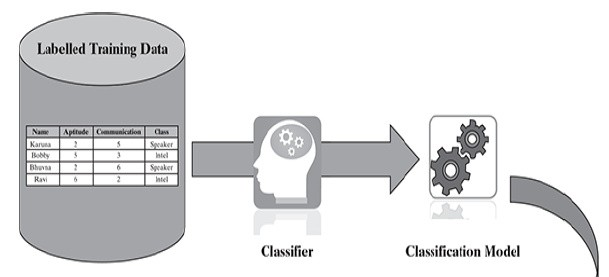 Labelled Training Data
Name Aptitude Communication Class
Karuna 2 5 Speaker
Bobby 5 3 Intel
Bhuvna 2 6 Speaker
Ravi 6 2 Intel
Classifier
Classification Model